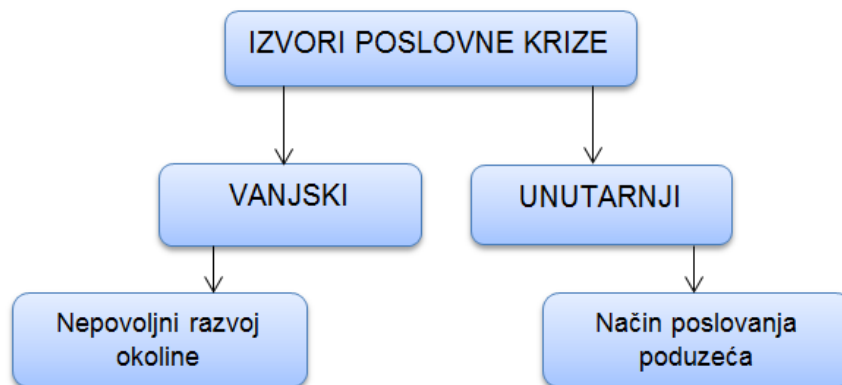 IZVORI POSLOVNE KRIZE
VANJSKI
UNUTARNJI
Nepovoljni razvoj
okoline
Način poslovanja
poduzeća